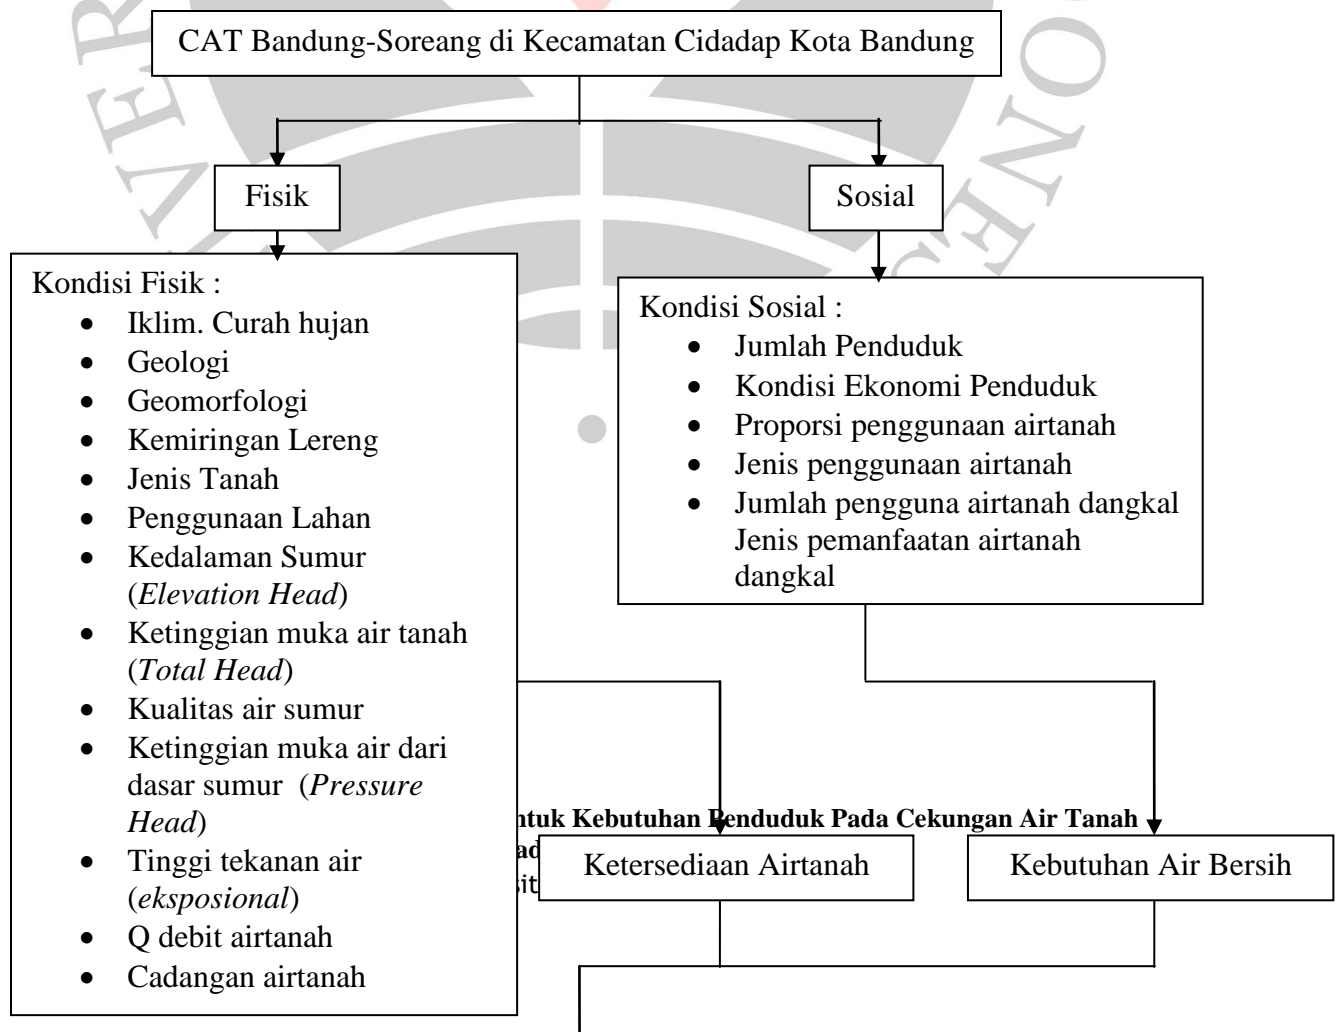 CAT Bandung-Soreang di Kecamatan Cidadap Kota Bandung
Fisik
Sosial
Kondisi Fisik :
• Iklim. Curah hujan
• Geologi
• Geomorfologi
• Kemiringan Lereng
• Jenis Tanah
• Penggunaan Lahan
• Kedalaman Sumur
(Elevation Head)
• Ketinggian muka air tanah
(Total Head)
• Kualitas air sumur
• Ketinggian muka air dari
dasar sumur (Pressure
Head)
• Tinggi tekanan air
(eksposional)
• Q debit airtanah
• Cadangan airtanah
Kondisi Sosial :
• Jumlah Penduduk
• Kondisi Ekonomi Penduduk
• Proporsi penggunaan airtanah
• Jenis penggunaan airtanah
• Jumlah pengguna airtanah dangkal
Jenis pemanfaatan airtanah
dangkal
ntuk Kebutuhan Penduduk Pada Cekungan Air Tanah
ad
sit
Ketersediaan Airtanah
Kebutuhan Air Bersih